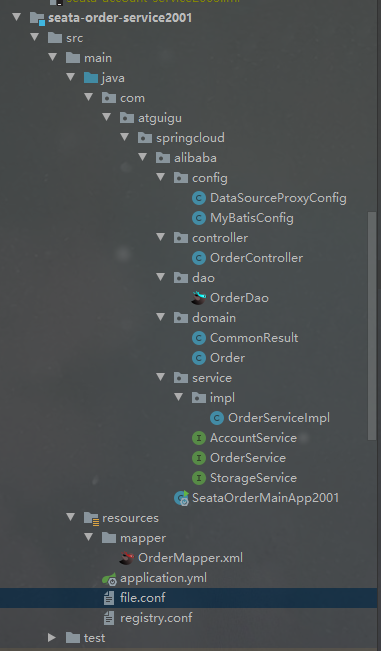 seata-order-service2001
src
main
java
com
atguigu
springcloud
alibaba
config
DataSourceProxyConfig
MyBatisConfig
controller
OrderController
dao
OrderDao
domain
CommonResult
Order
service
impl
OrderServiceImpl
AccountService
OrderService
StorageService
SeataOrderMainApp2001
resources
mapper
OrderMapper.xml
application.yml
file.conf
registry.conf
test